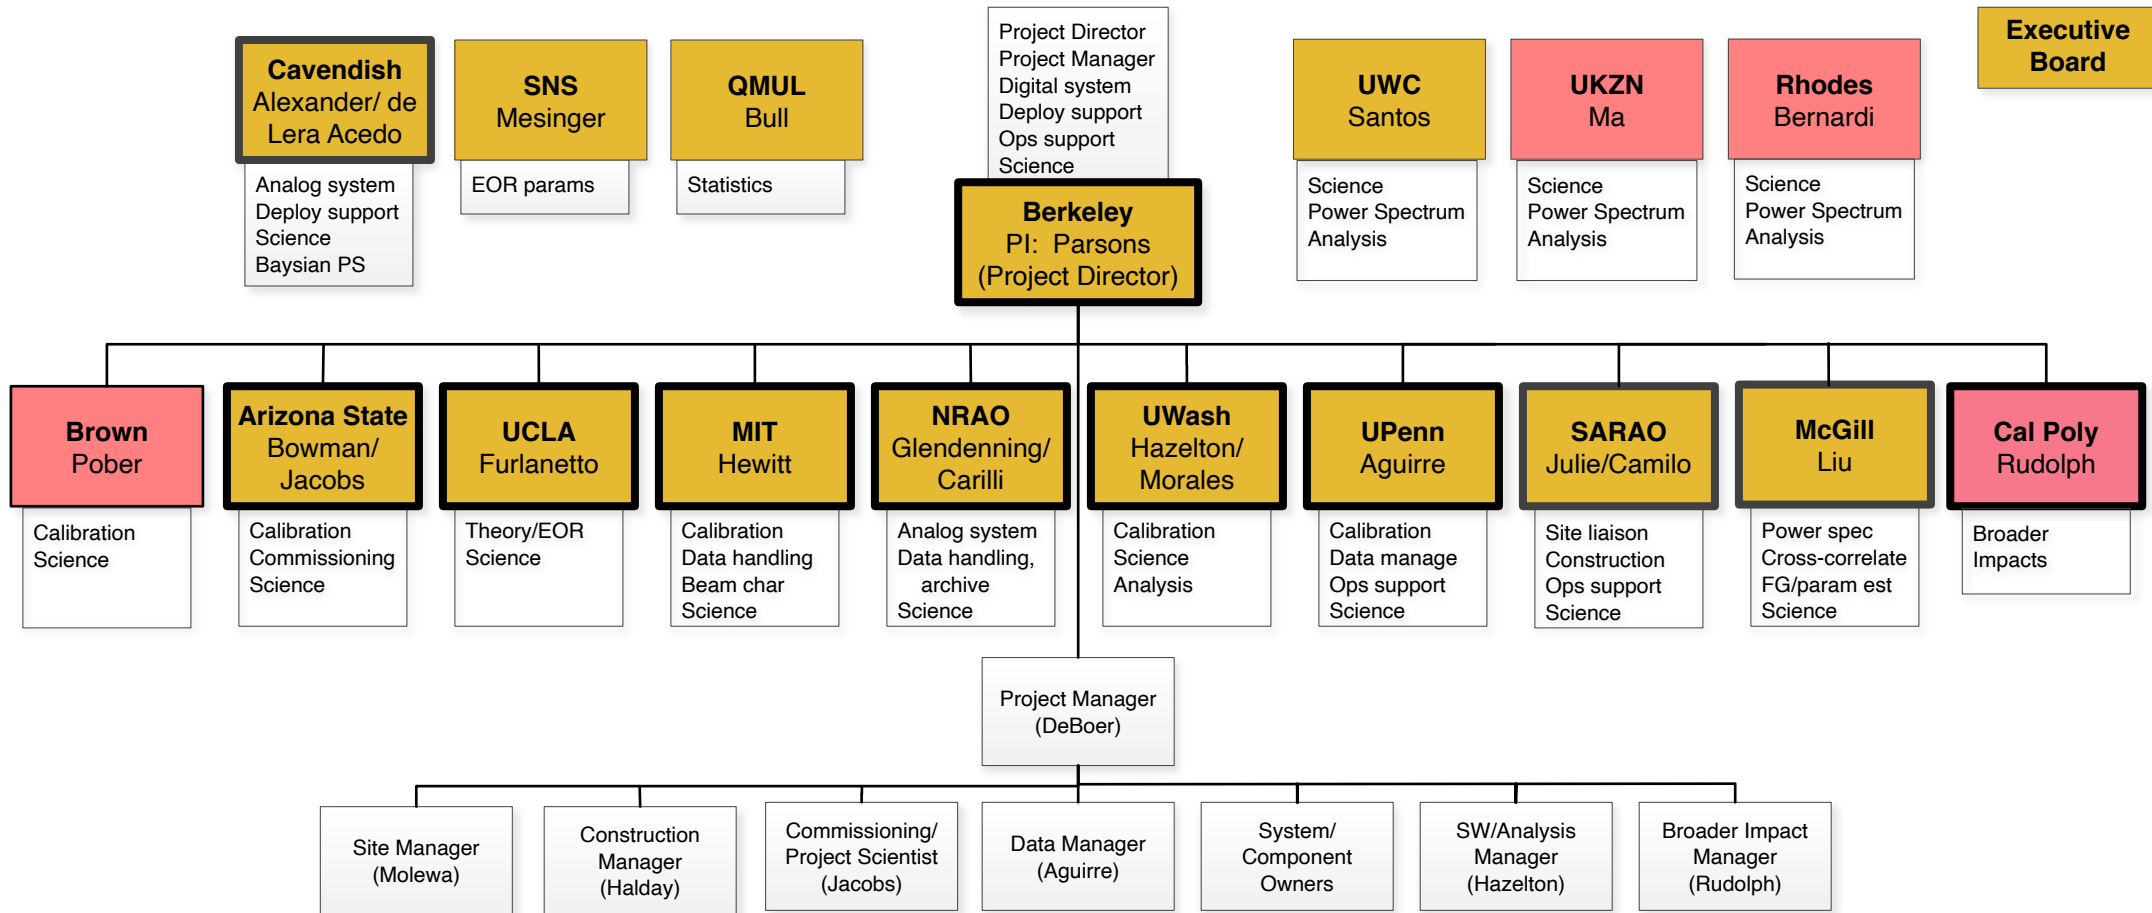 Project Director
Project Manager
Digital system
Deploy support
Ops support
Science
Executive
Board
Cavendish
Alexander/ de
Lera Acedo
Analog system
Deploy support
Science
Baysian PS
SNS
Mesinger
EOR params
QMUL
Bull
Statistics
Berkeley
PI: Parsons
(Project Director)
UWC
Santos
Science
Power Spectrum
Analysis
UKZN
Ma
Science
Power Spectrum
Analysis
Rhodes
Bernardi
Science
Power Spectrum
Analysis
Brown
Pober
Calibration
Science
Arizona State
Bowman/
Jacobs
Calibration
Commissioning
Science
UCLA
Furlanetto
Theory/EOR
Science
MIT
Hewitt
Calibration
Data handling
Beam char
Science
NRAO
Glendenning/
Carilli
Analog system
Data handling,
archive
Science
UWash
Hazelton/
Morales
Calibration
Science
Analysis
UPenn
Aguirre
Calibration
Data manage
Ops support
Science
SARAO
Julie/Camilo
Site liaison
Construction
Ops support
Science
McGill
Liu
Power spec
Cross-correlate
FG/param est
Science
Cal Poly
Rudolph
Broader
Impacts
Project Manager
(DeBoer)
Site Manager
(Molewa)
Construction
Manager
(Halday)
Commissioning/
Project Scientist
(Jacobs)
Data Manager
(Aguirre)
System/
Component
Owners
SW/Analysis
Manager
(Hazelton)
Broader Impact
Manager
(Rudolph)